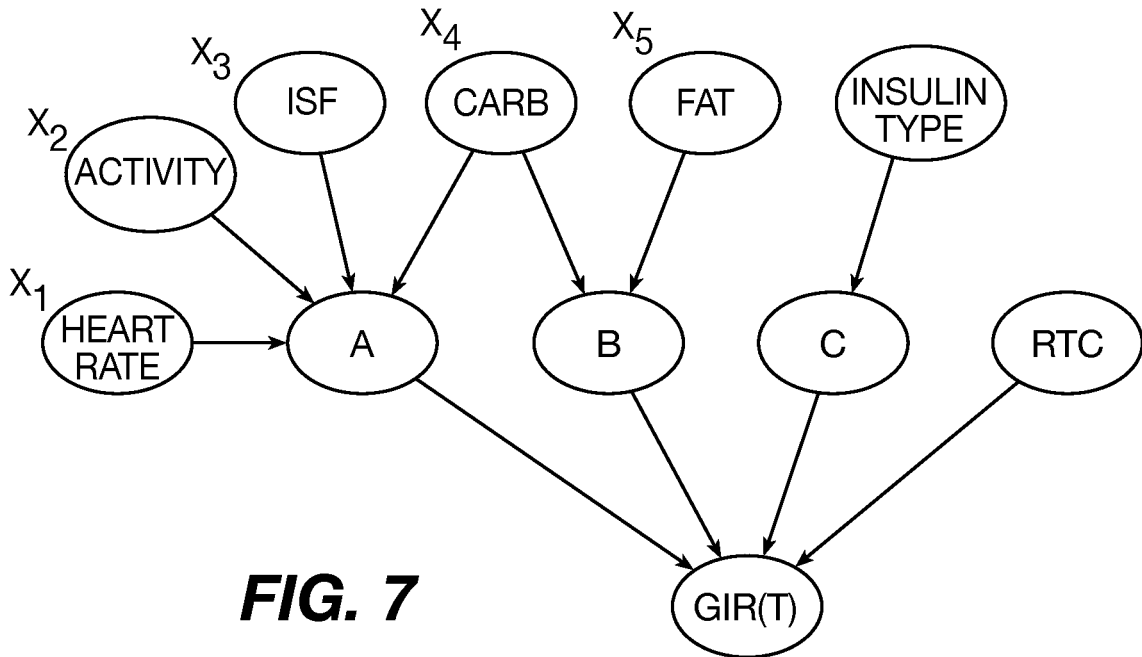 X4
X5
X3
ISF
CARB
FAT
INSULIN
TYPE
X2
ACTIVITY
X1
HEART
RATE
A
B
C
RTC
FIG. 7
GIR(T)